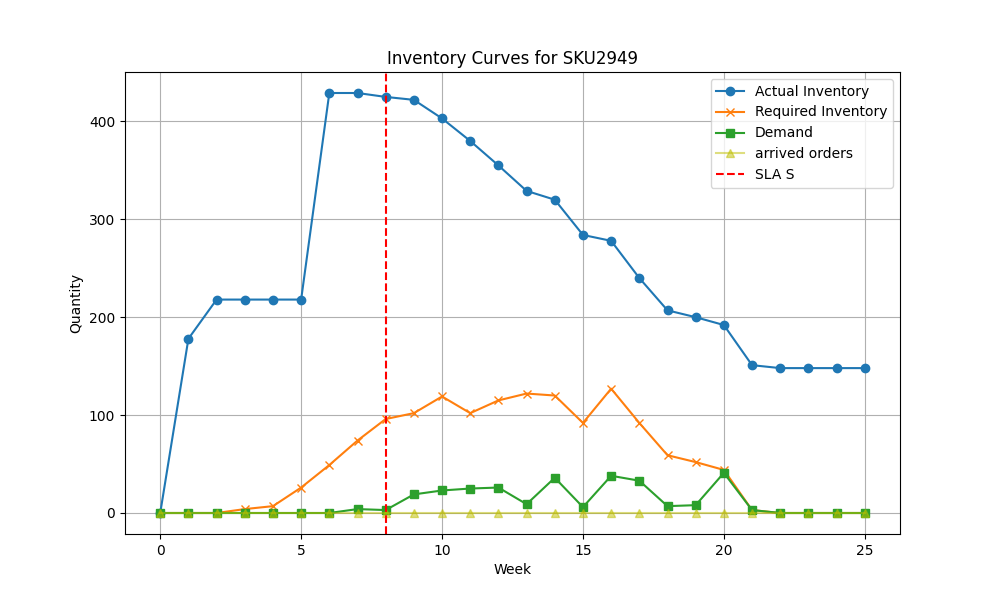 Inventory Curves for SKU2949
Actual Inventory
Required Inventory
Demand
arrived orders
SLA S
Quantity
400
300
200
100
0
0 5 10 15 20 25
Week